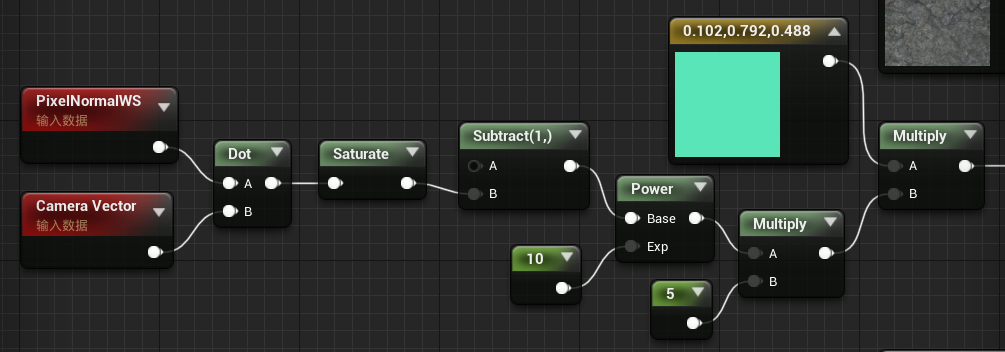 0.102,0.792,0.488
PixelNormalWS
输入数据
Dot
A
B
Saturate
Subtract(1,)
A
B
Multiply
A
B
Camera Vector
输入数据
Power
Base
Exp
10
Multiply
A
B
5